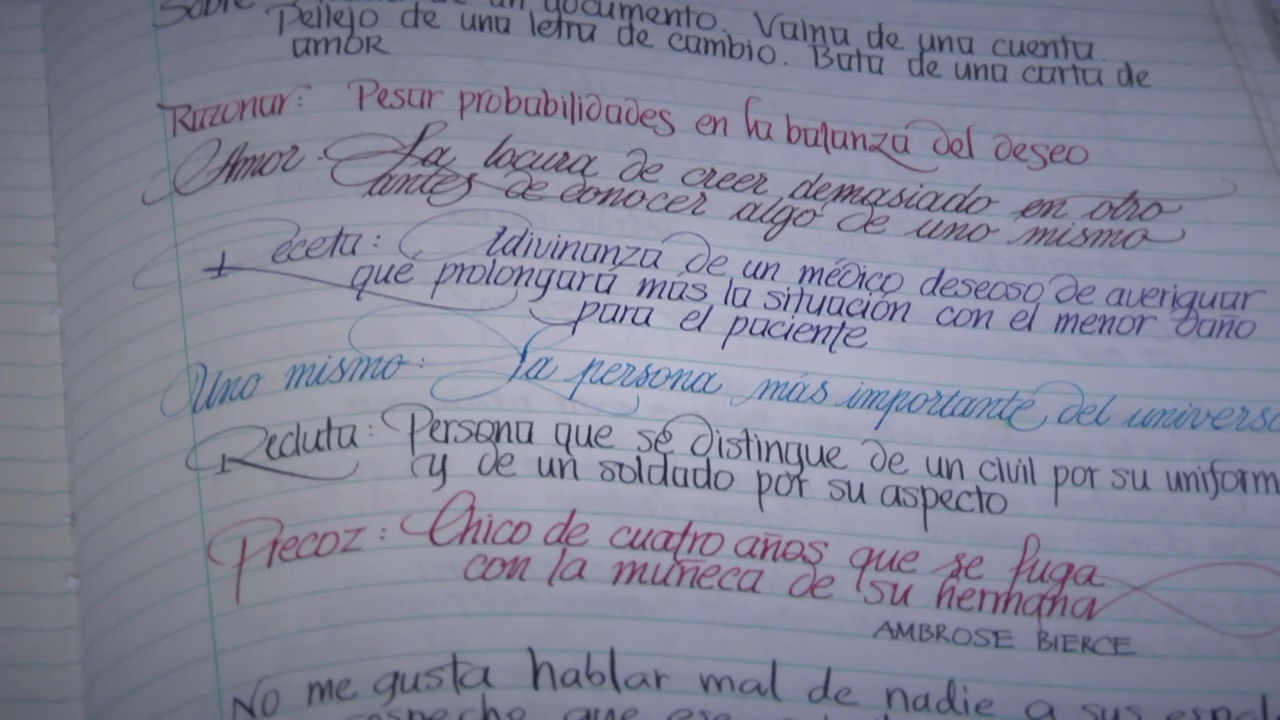 Sobre documento. Vaina de una cuenta.
Pellejo de una letra de cambio. Bata de una carta de
amor
Razonar: Pesar probabilidades en la balanza del deseo
Amor: La locura de creer demasiado en otro
antes de conocer algo de uno mismo
Receta: Adivinanza de un médico deseoso de averiguar
que prolongará más la situación con el menor daño
para el paciente
Uno mismo: La persona más importante del universo
Recluta: Persona que se distingue de un civil por su uniform
y de un soldado por su aspecto
Precoz: Chico de cuatro años que se fuga
con la muñeca de su hermana
AMBROSE BIERCE
No me gusta hablar mal de nadie a sus
que ese